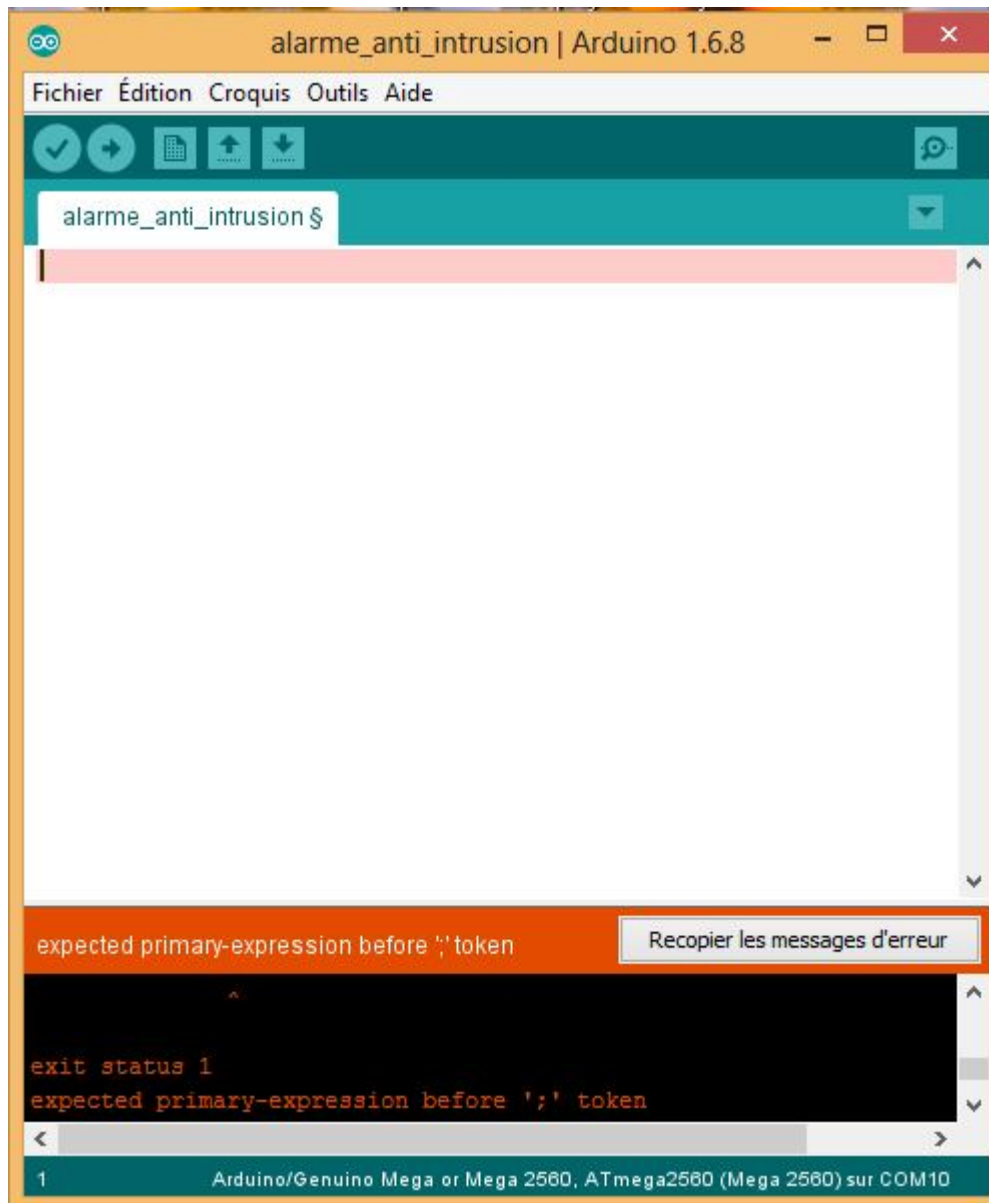 alarme_anti_intrusion | Arduino 1.6.8
Fichier Édition Croquis Outils Aide
alarme_anti_intrusion §
expected primary-expression before ';' token
Recopier les messages d'erreur
^
exit status 1
expected primary-expression before ';' token
1 Arduino/Genuino Mega or Mega 2560, ATmega2560 (Mega 2560) sur COM10